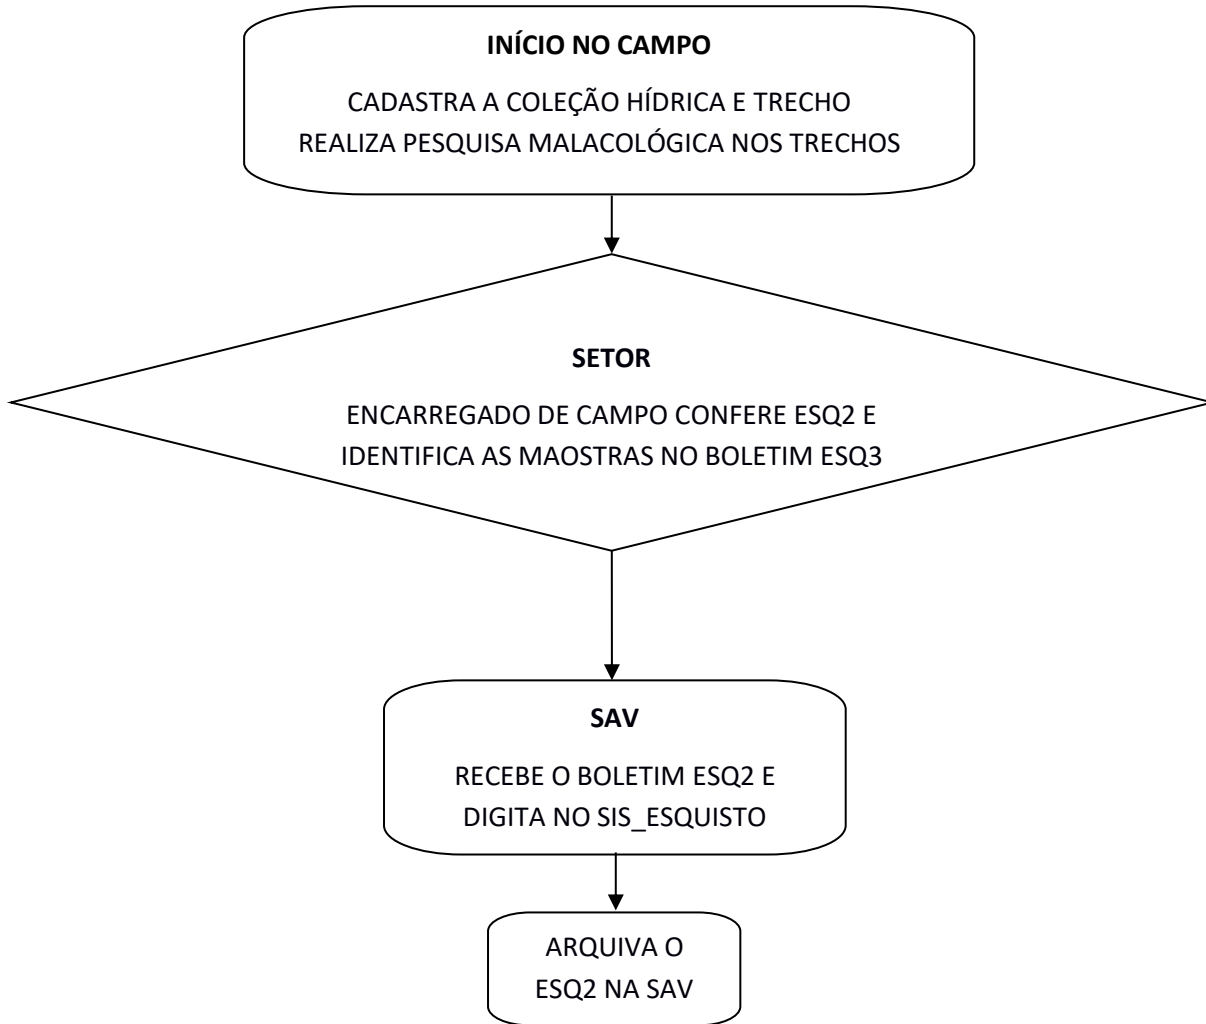 INÍCIO NO CAMPO
CADASTRA A COLEÇÃO HÍDRICA E TRECHO
REALIZA PESQUISA MALACOLÓGICA NOS TRECHOS
SETOR
ENCARREGADO DE CAMPO CONFERE ESQ2 E
IDENTIFICA AS MAOSTRAS NO BOLETIM ESQ3
SAV
RECEBE O BOLETIM ESQ2 E
DIGITA NO SIS_ESQUISTO
ARQUIVA O
ESQ2 NA SAV